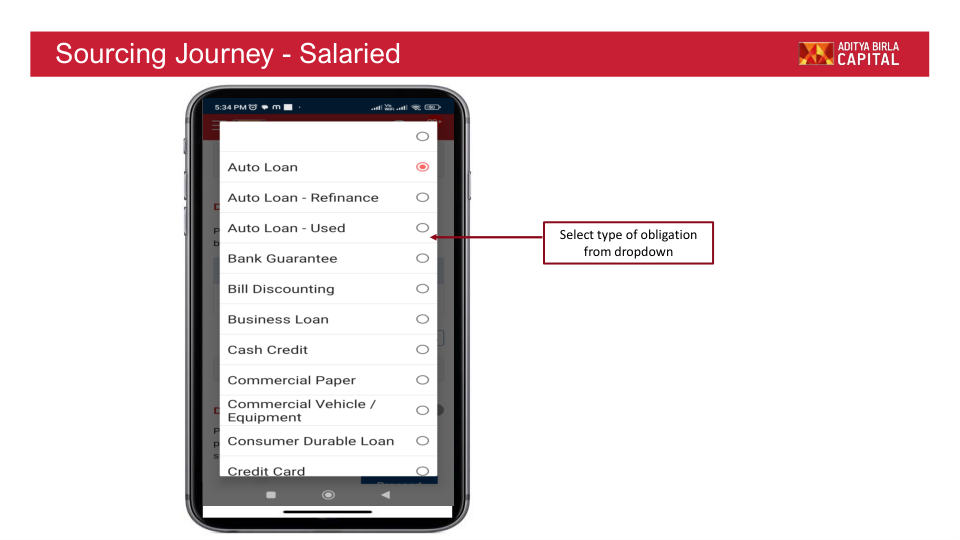 Sourcing Journey - Salaried
ADITYA BIRLA
CAPITAL
5:34 PM
Auto Loan
Auto Loan - Refinance
Auto Loan - Used
Bank Guarantee
Bill Discounting
Business Loan
Cash Credit
Commercial Paper
Commercial Vehicle /
Equipment
Consumer Durable Loan
Credit Card
Select type of obligation
from dropdown